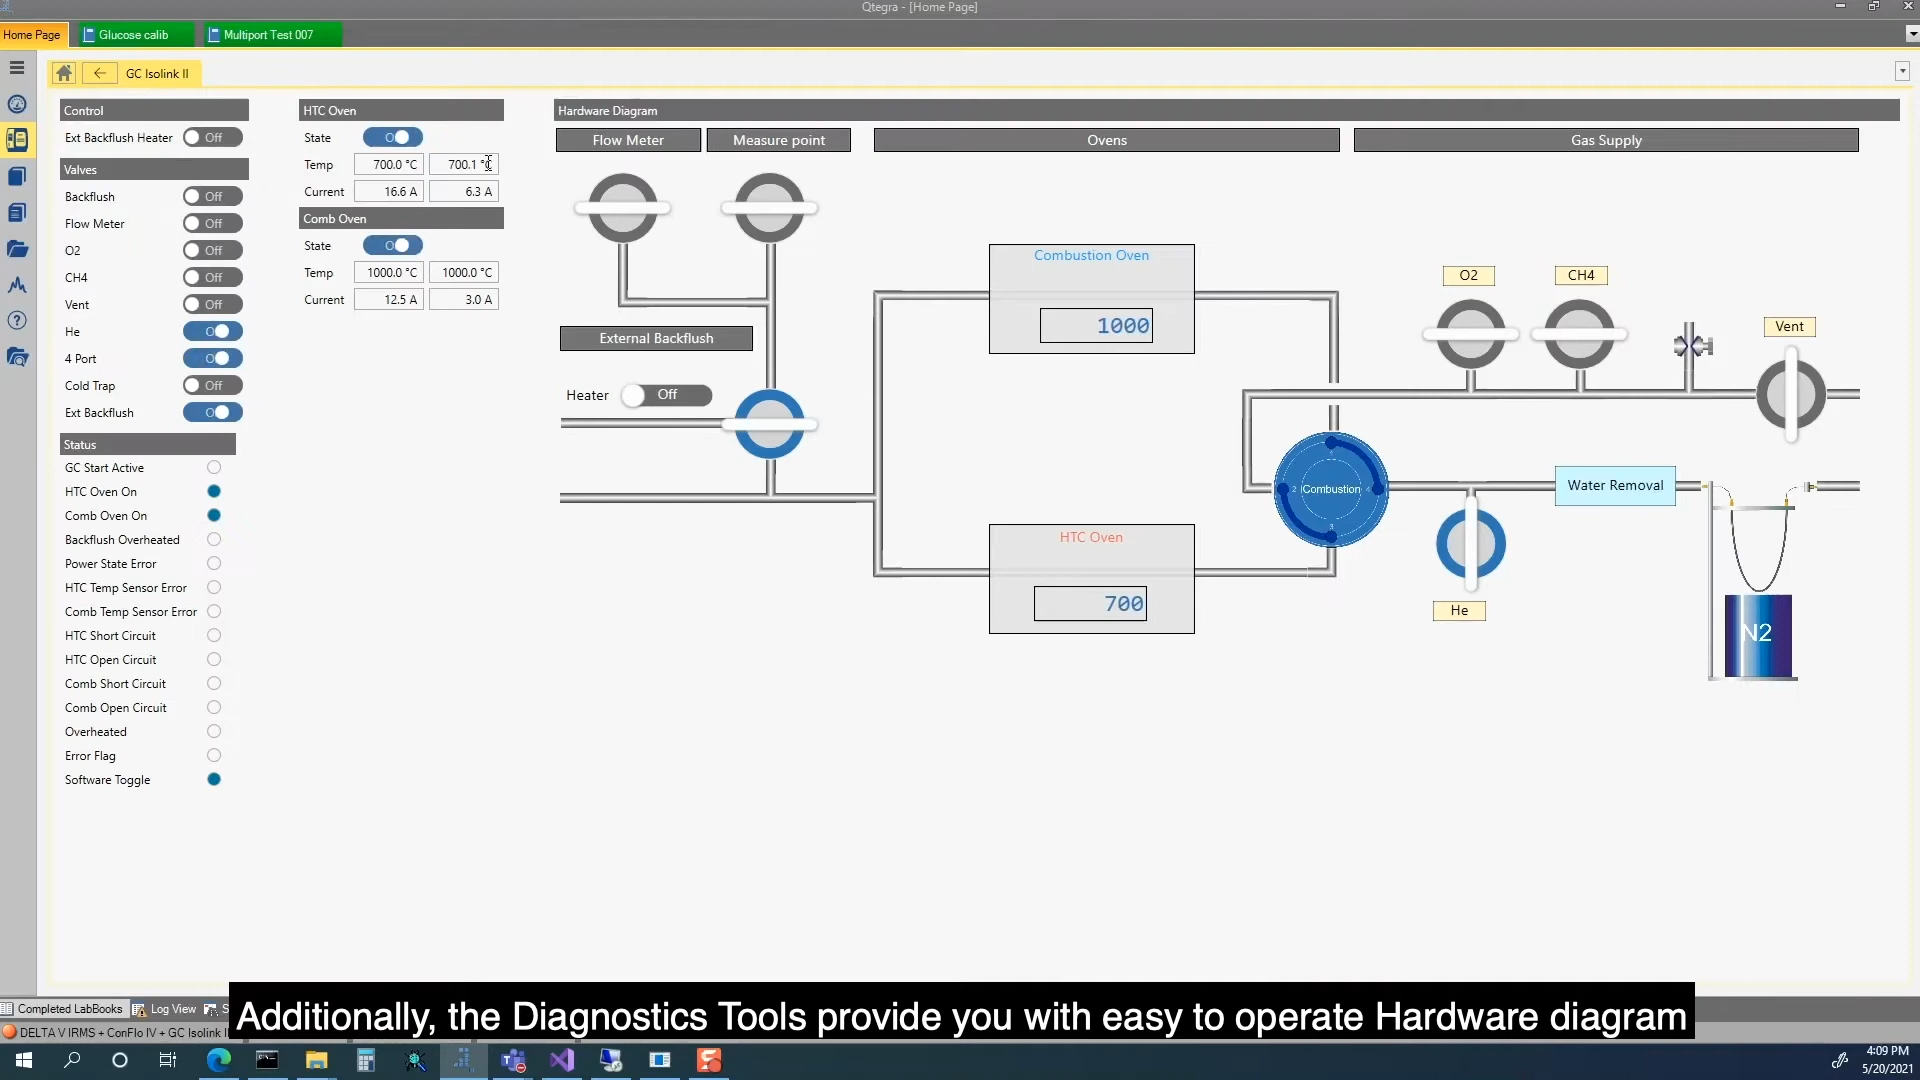 Qtegra - [Home Page]
Home Page
Glucose calib
Multiport Test 007
GC Isolink II
Control
Ext Backflush Heater Off
Valves
Backflush Off
Flow Meter Off
O2 Off
CH4 Off
Vent Off
He O
4 Port O
Cold Trap Off
Ext Backflush O
Status
GC Start Active
HTC Oven On
Comb Oven On
Backflush Overheated
Power State Error
HTC Temp Sensor Error
Comb Temp Sensor Error
HTC Short Circuit
HTC Open Circuit
Comb Short Circuit
Comb Open Circuit
Overheated
Error Flag
Software Toggle
HTC Oven
State O
Temp 700.0 °C 700.1 °C
Current 16.6 A 6.3 A
Comb Oven
State O
Temp 1000.0 °C 1000.0 °C
Current 12.5 A 3.0 A
Hardware Diagram
Flow Meter
Measure point
Ovens
Gas Supply
External Backflush
Heater Off
Combustion Oven
1000
HTC Oven
700
O2
CH4
Vent
2 Combustion 4
3
Water Removal
He
N2
Completed LabBooks
Log View
S
DELTA V IRMS + ConFlo IV + GC Isolink I
Additionally, the Diagnostics Tools provide you with easy to operate Hardware diagram
4:09 PM
5/20/2021